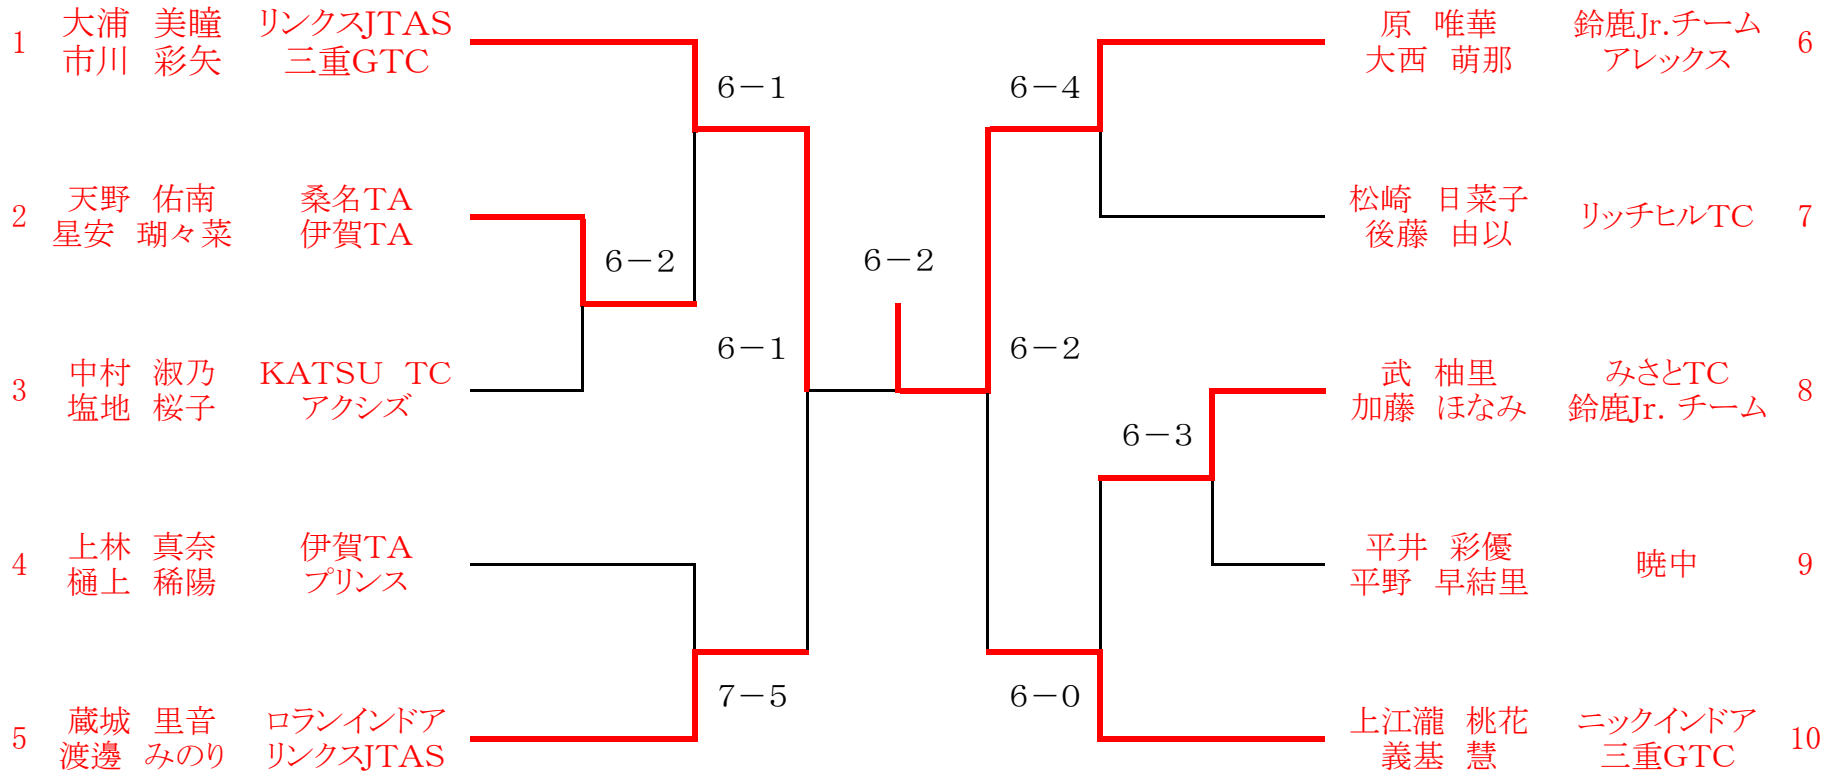 1 大浦 美瞳 リンクスJTAS
市川 彩矢 三重GTC
6-1
2 天野 佑南 桑名TA
星安 瑚々菜 伊賀TA
6-2
3 中村 淑乃 KATSU TC
塩地 桜子 アクシズ
6-1
4 上林 真奈 伊賀TA
樋上 稀陽 プリンス
7-5
5 蔵城 里音 ロランインドア
渡邊 みのり リンクスJTAS
6-2
原 唯華 鈴鹿Jr.チーム 6
大西 萌那 アレックス
6-4
松崎 日菜子 リッチヒルTC 7
後藤 由以
6-2
武 柚里 みさとTC 8
加藤 ほなみ 鈴鹿Jr. チーム
6-3
平井 彩優 暁中 9
平野 早結里
6-0
上江瀧 桃花 ニックインドア 10
義基 慧 三重GTC